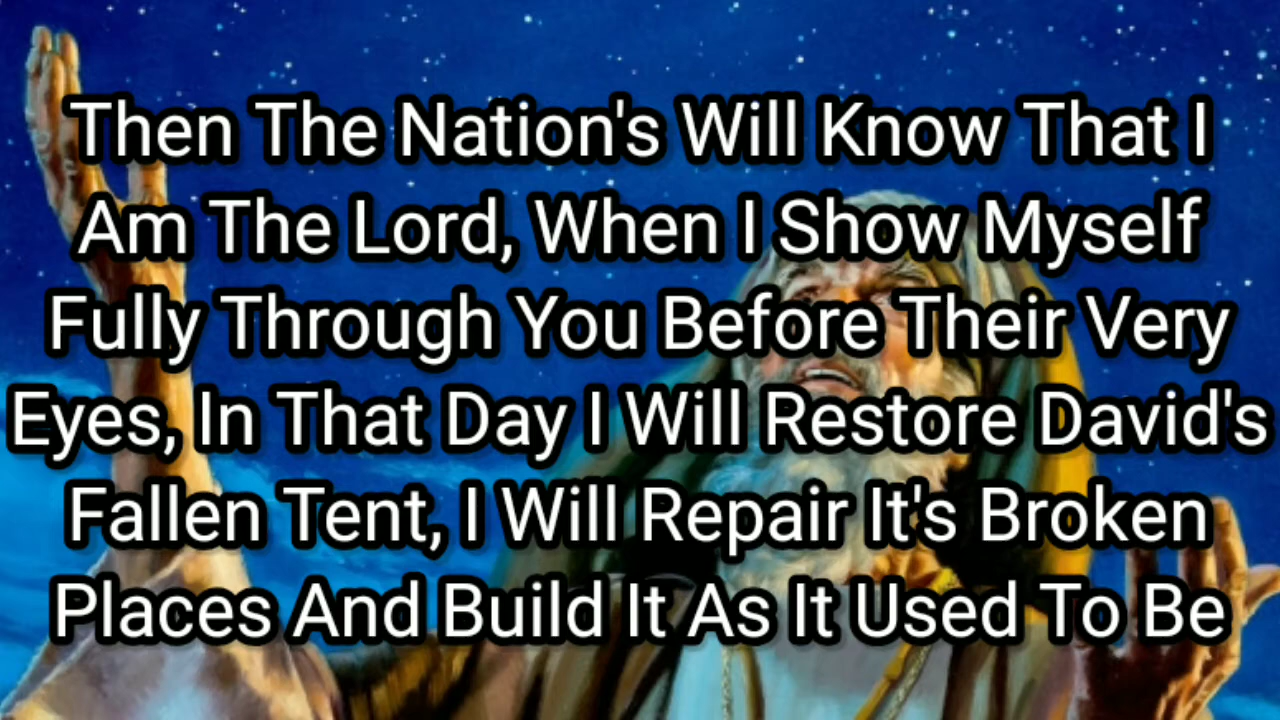 Then The Nation's Will Know That I
Am The Lord, When I Show Myself
Fully Through You Before Their Very
Eyes, In That Day I Will Restore David's
Fallen Tent, I Will Repair It's Broken
Places And Build It As It Used To Be